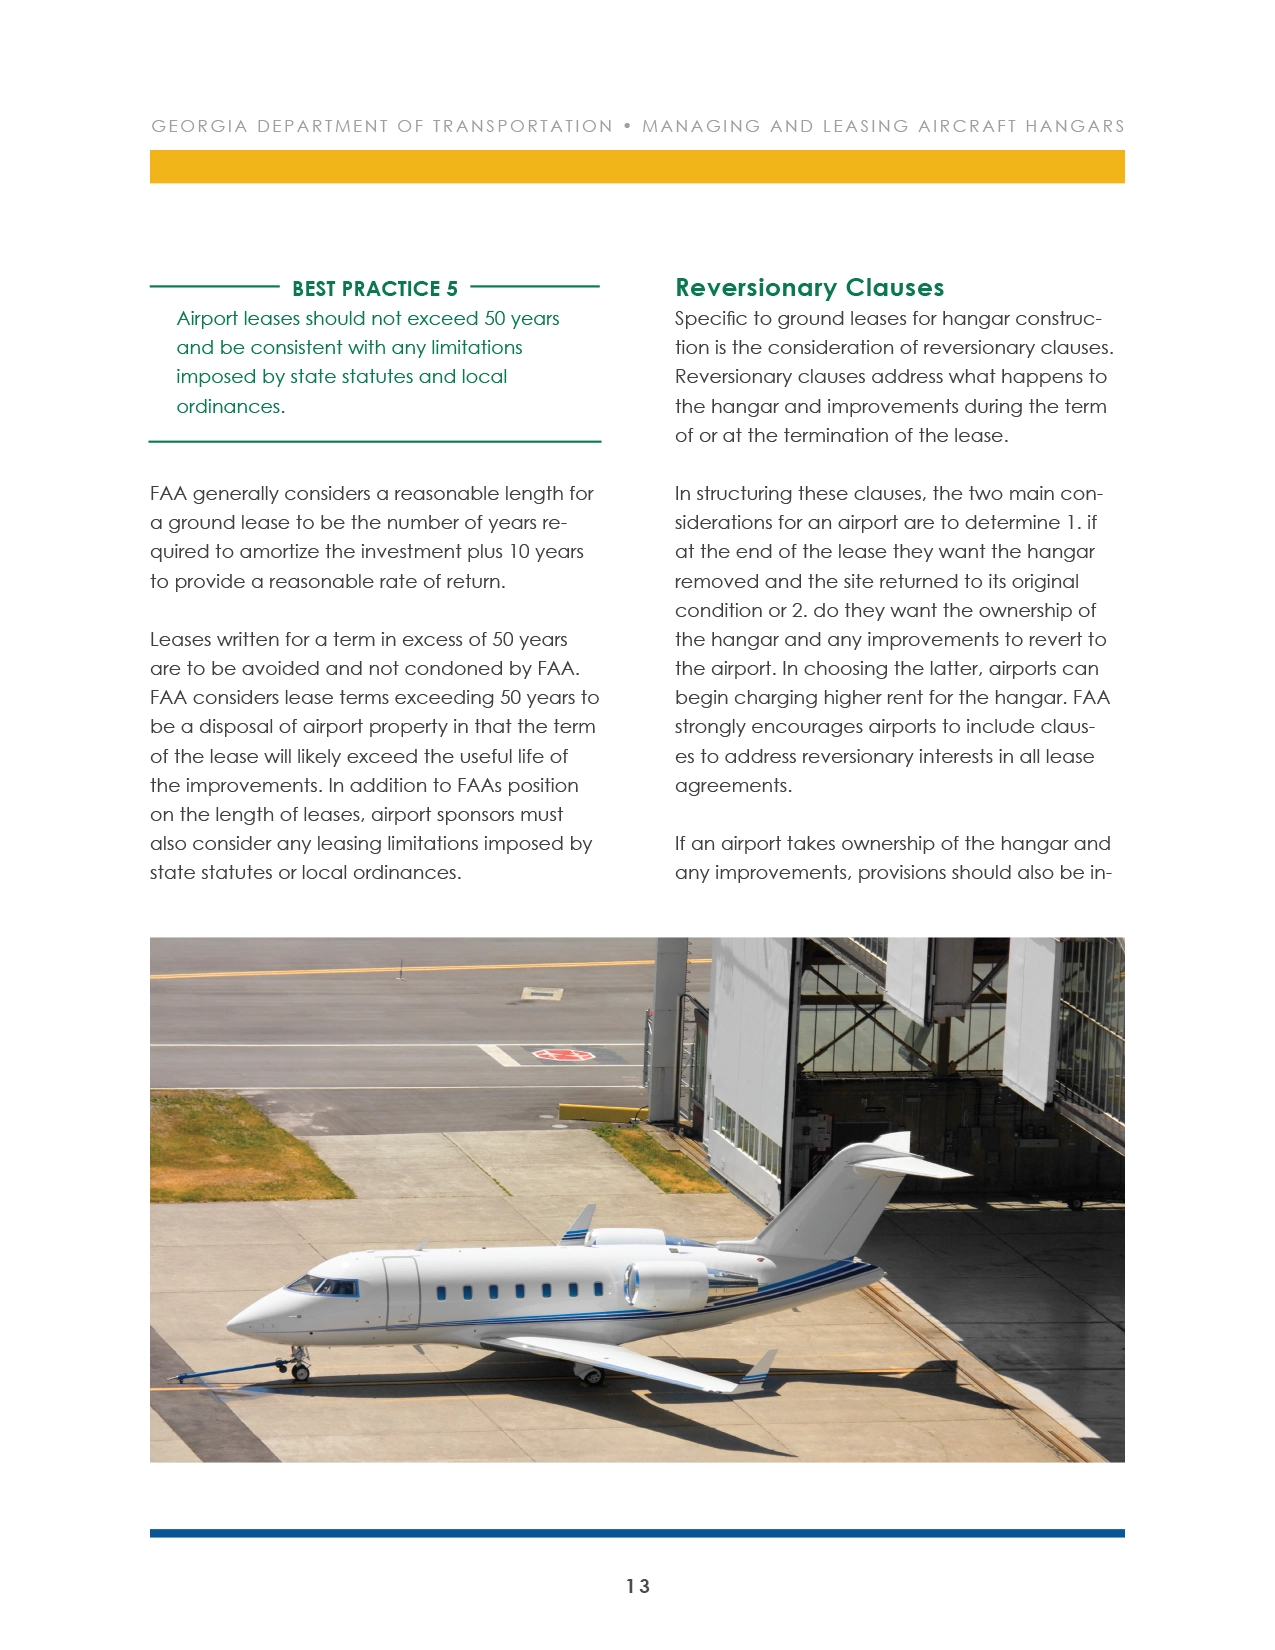 GEORGIA DEPARTMENT OF TRANSPORTATION • MANAGING AND LEASING AIRCRAFT HANGARS
BEST PRACTICE 5
Airport leases should not exceed 50 years
and be consistent with any limitations
imposed by state statutes and local
ordinances.
FAA generally considers a reasonable length for
a ground lease to be the number of years re-
quired to amortize the investment plus 10 years
to provide a reasonable rate of return.
Leases written for a term in excess of 50 years
are to be avoided and not condoned by FAA.
FAA considers lease terms exceeding 50 years to
be a disposal of airport property in that the term
of the lease will likely exceed the useful life of
the improvements. In addition to FAAs position
on the length of leases, airport sponsors must
also consider any leasing limitations imposed by
state statutes or local ordinances.
Reversionary Clauses
Specific to ground leases for hangar construc-
tion is the consideration of reversionary clauses.
Reversionary clauses address what happens to
the hangar and improvements during the term
of or at the termination of the lease.
In structuring these clauses, the two main con-
siderations for an airport are to determine 1. if
at the end of the lease they want the hangar
removed and the site returned to its original
condition or 2. do they want the ownership of
the hangar and any improvements to revert to
the airport. In choosing the latter, airports can
begin charging higher rent for the hangar. FAA
strongly encourages airports to include claus-
es to address reversionary interests in all lease
agreements.
If an airport takes ownership of the hangar and
any improvements, provisions should also be in-
13